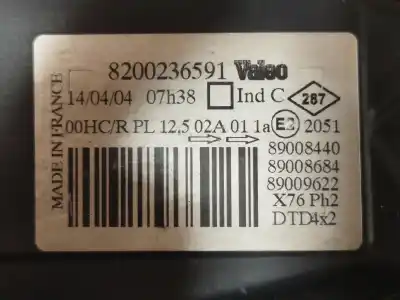 8200236591 Valeo
14/04/04 07h38 Ind C 287
00HC/R PL 12,5 02A 01 1a E2 2051
89008440
89008684
89009622
X76 Ph2
DTD4x2
MADE IN FRANCE